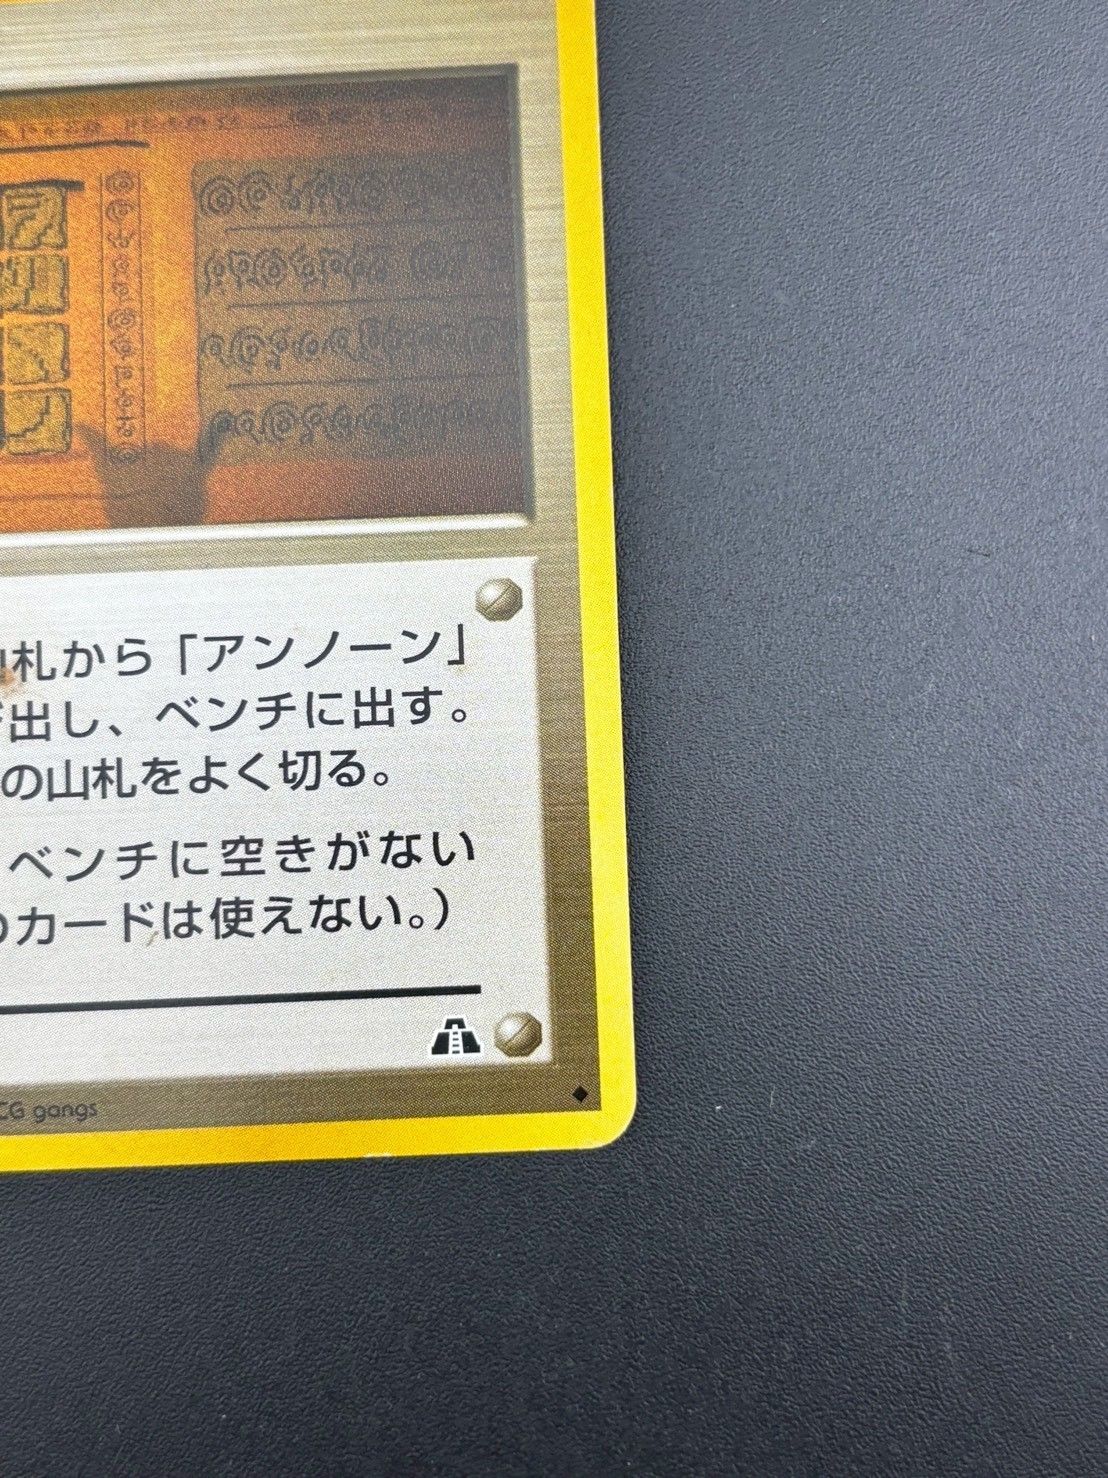 山札から「アンノーン」
出し、ベンチに出す。
の山札をよく切る。
ベンチに空きがない
カードは使えない。）
CG gangs